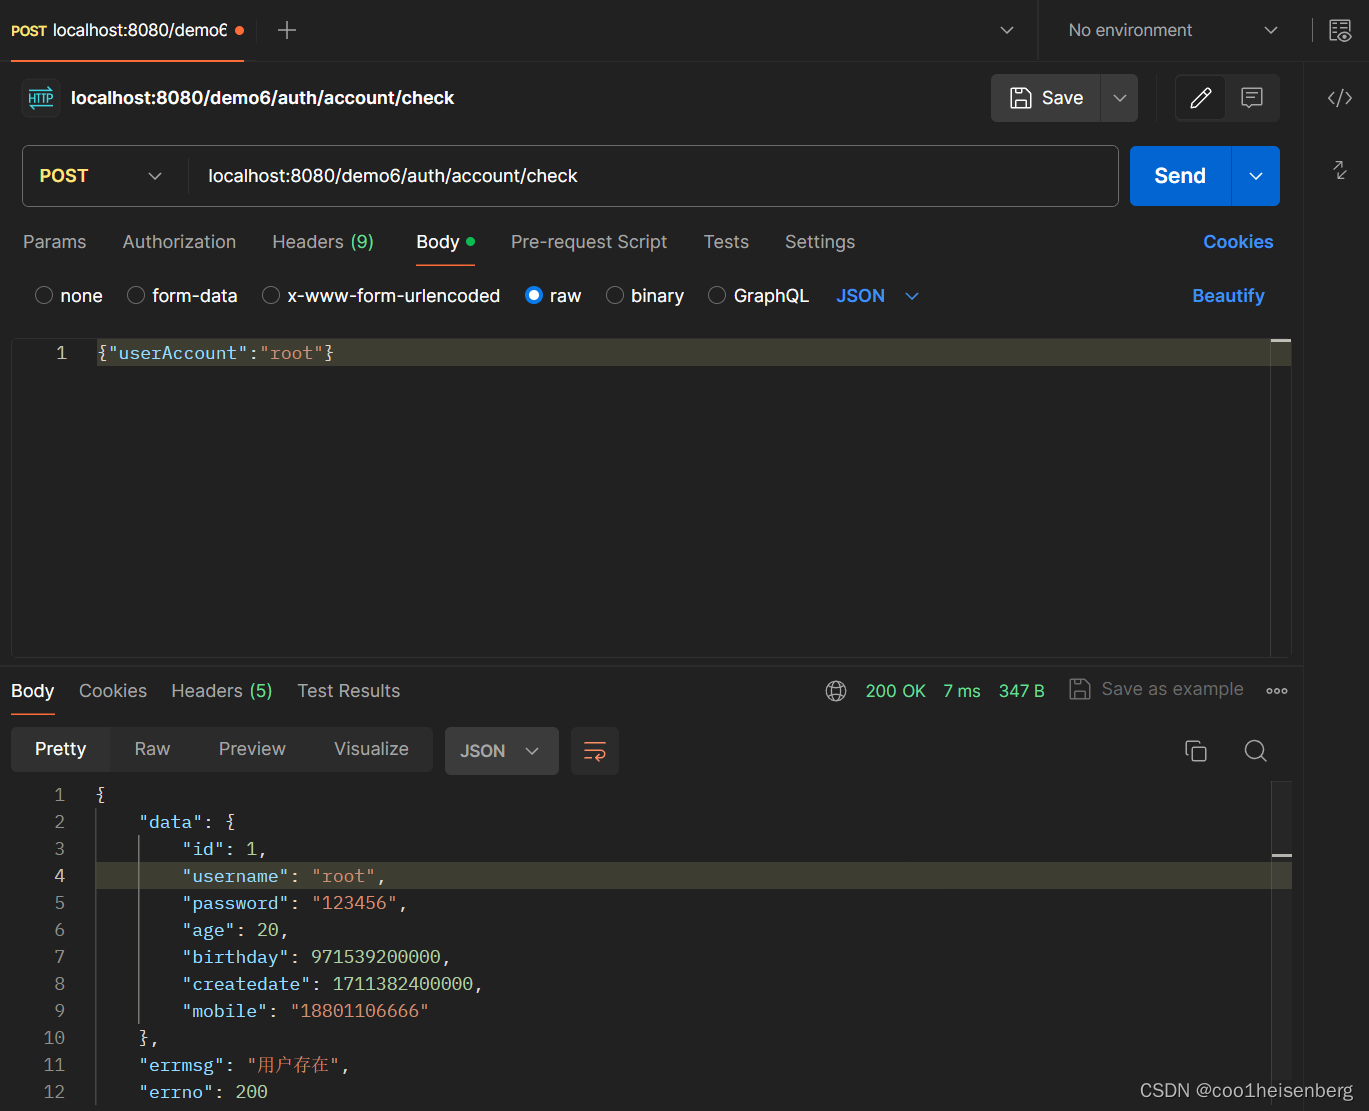 POST localhost:8080/demo6
No environment
HTTP localhost:8080/demo6/auth/account/check
Save
POST localhost:8080/demo6/auth/account/check
Send
Params Authorization Headers (9) Body Pre-request Script Tests Settings Cookies
none form-data x-www-form-urlencoded raw binary GraphQL JSON Beautify
1 {"userAccount":"root"}
Body Cookies Headers (5) Test Results 200 OK 7 ms 347 B Save as example
Pretty Raw Preview Visualize JSON
1 {
2 "data": {
3 "id": 1,
4 "username": "root",
5 "password": "123456",
6 "age": 20,
7 "birthday": 971539200000,
8 "createdate": 1711382400000,
9 "mobile": "18801106666"
10 },
11 "errmsg": "用户存在",
12 "errno": 200
CSDN @coo1heisenberg